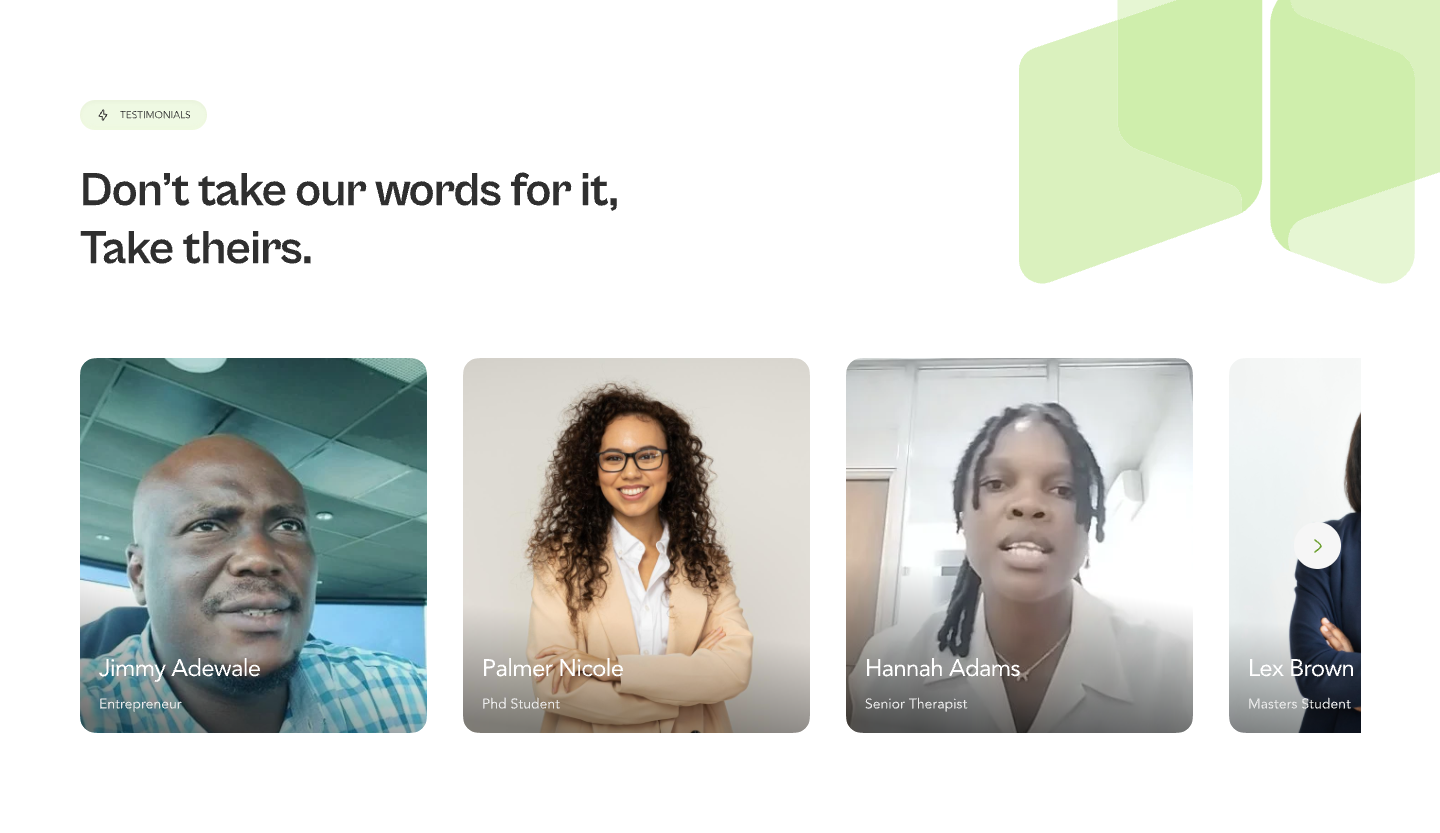 TESTIMONIALS
Don’t take our words for it,
Take theirs.
Jimmy Adewale
Entrepreneur
Palmer Nicole
Phd Student
Hannah Adams
Senior Therapist
Lex Brown
Masters Student